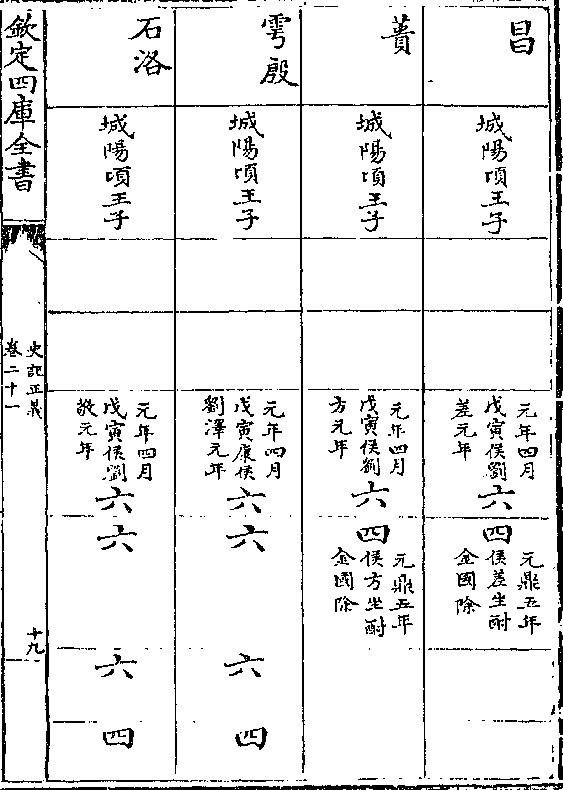 昌
城陽頃王子
元年四月
戊寅侯劉
差元年
六
四
元鼎五年
侯差坐酎
金國除
蕢
城陽頃王子
元年四月
戊寅侯劉
方元年
六
四
元鼎五年
侯方坐酎
金國除
雩殷
城陽頃王子
元年四月
戊寅康侯
劉澤元年
六
六
六
四
石洛
城陽頃王子
元年四月
戊寅侯劉
敬元年
六
六
六
四
欽定四庫全書
史記正義
卷二十一
十九